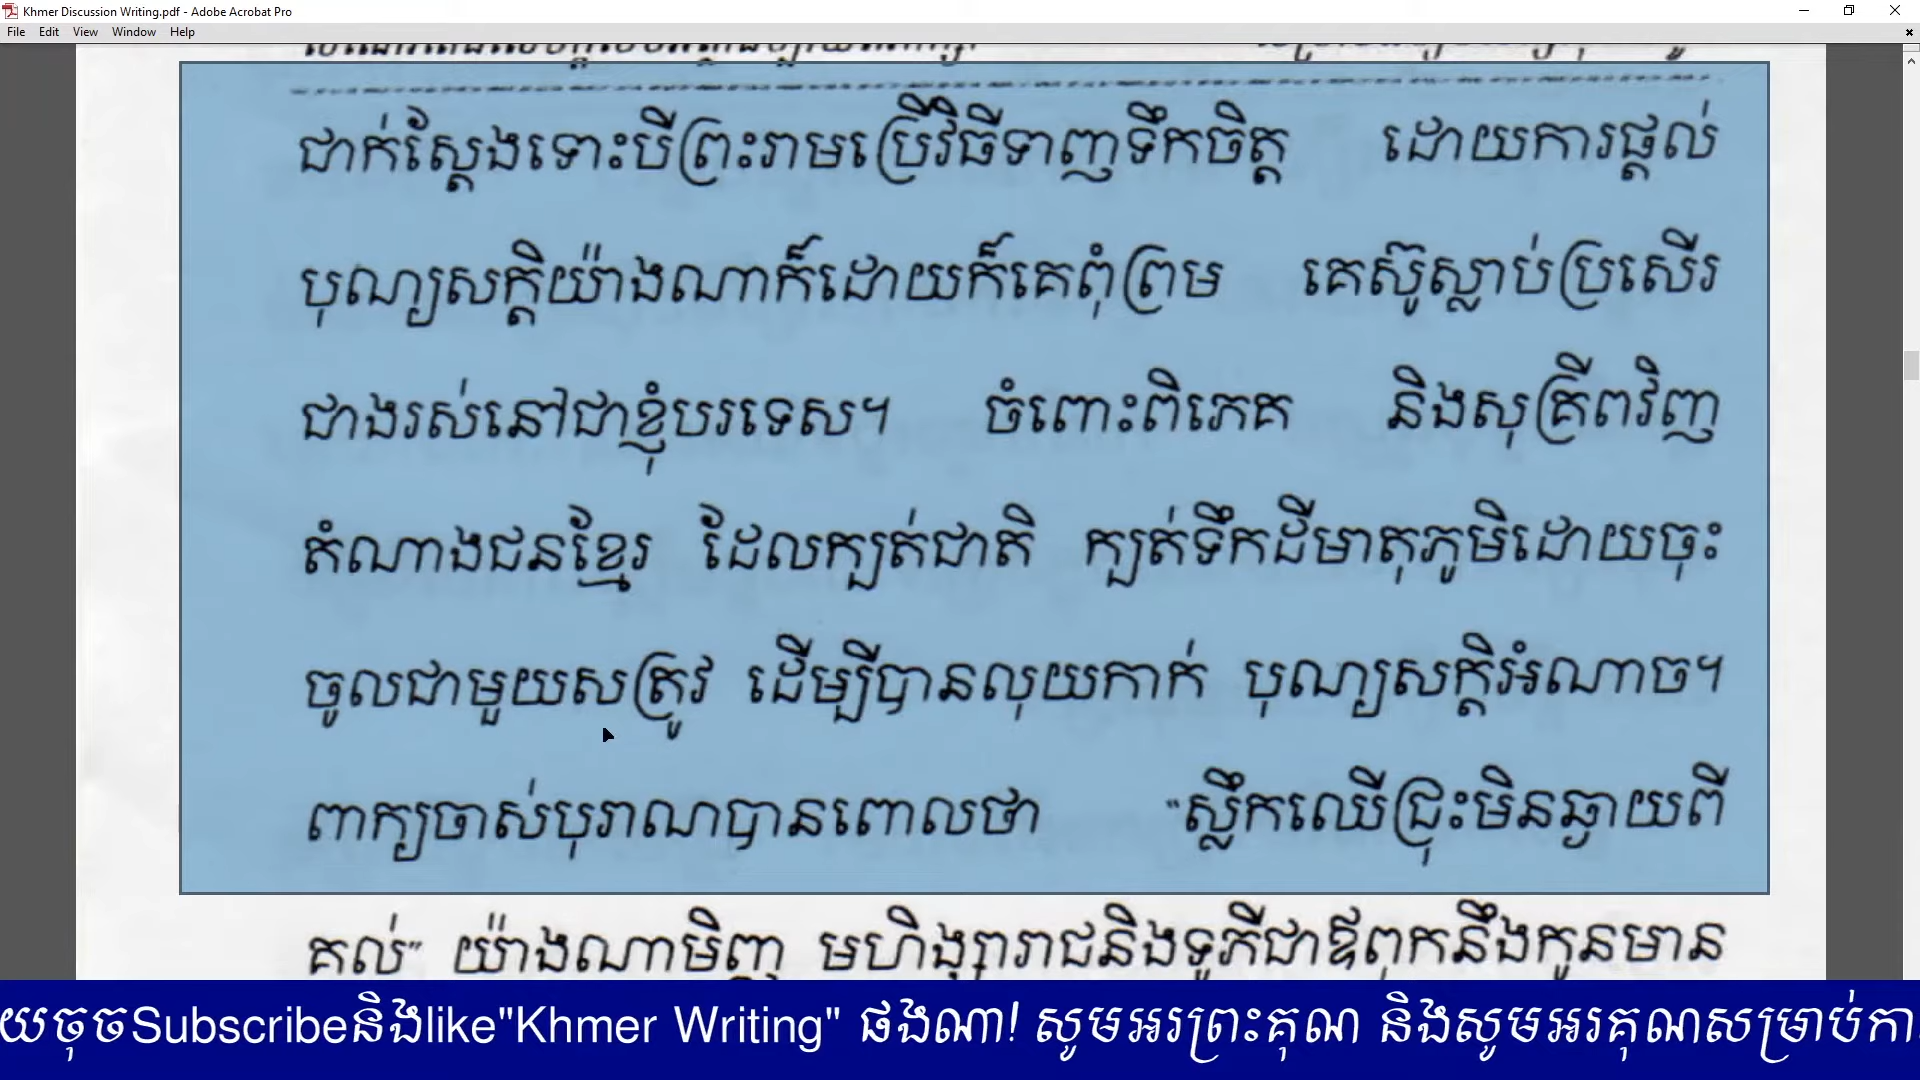 Khmer Discussion Writing.pdf - Adobe Acrobat Pro
File Edit View Window Help
ជាក់ស្តែងទោះបីព្រះរាមប្រើវិធីទាញទឹកចិត្ត ដោយការផ្តល់
បុណ្យសក្តិយ៉ាងណាក៏ដោយក៏គេពុំព្រម គេស៊ូស្លាប់ប្រសើរ
ជាងរស់នៅជាខ្ញុំបរទេស។ ចំពោះពិភេគ និងសុគ្រីពវិញ
តំណាងជនខ្មែរ ដែលក្បត់ជាតិ ក្បត់ទឹកដីមាតុភូមិដោយចុះ
ចូលជាមួយសត្រូវ ដើម្បីបានលុយកាក់ បុណ្យសក្តិអំណាច។
ពាក្យចាស់បុរាណបានពោលថា "ស្លឹកឈើជ្រុះមិនឆ្ងាយពី
គល់" យ៉ាងណាមិញ មហិង្សារាជនិងទូភីជាឪពុកនឹងកូនមាន
យចុចSubscribeនិងlike"Khmer Writing" ផងណា! សូមអរព្រះគុណ និងសូមអរគុណសម្រាប់កា